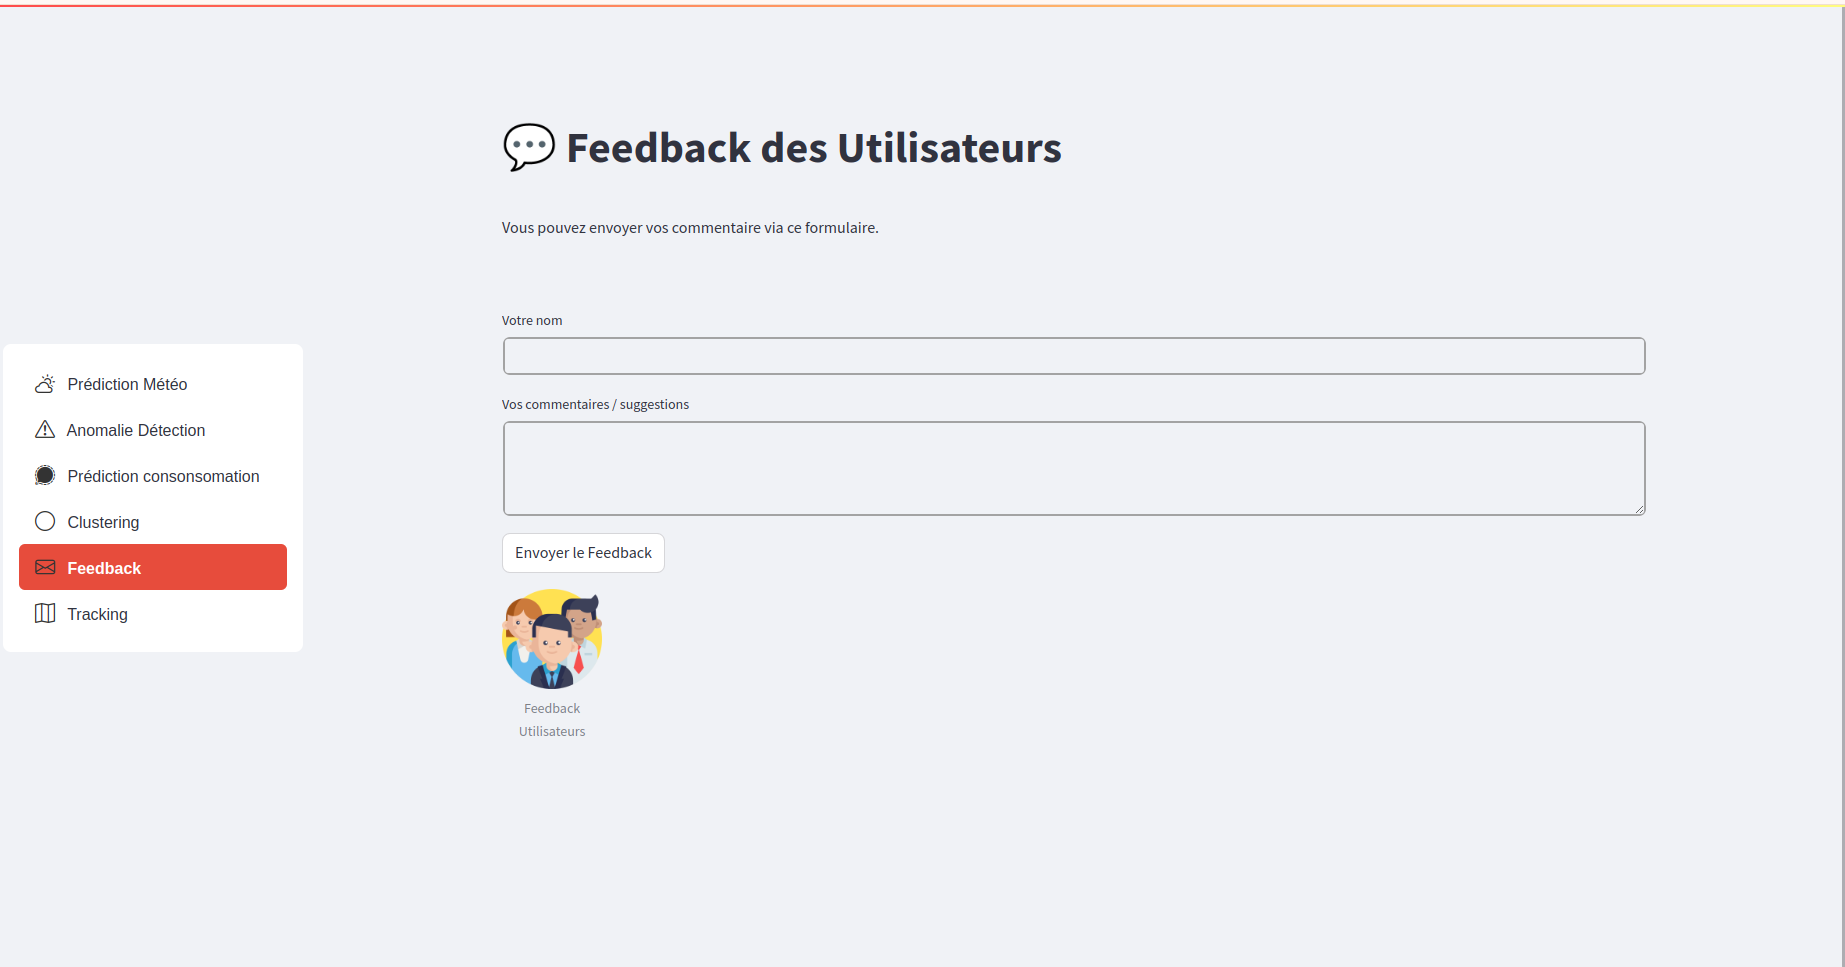 💬 Feedback des Utilisateurs
Vous pouvez envoyer vos commentaire via ce formulaire.
Votre nom
Vos commentaires / suggestions
Envoyer le Feedback
Feedback
Utilisateurs
Prédiction Météo
Anomalie Détection
Prédiction consonsomation
Clustering
Feedback
Tracking